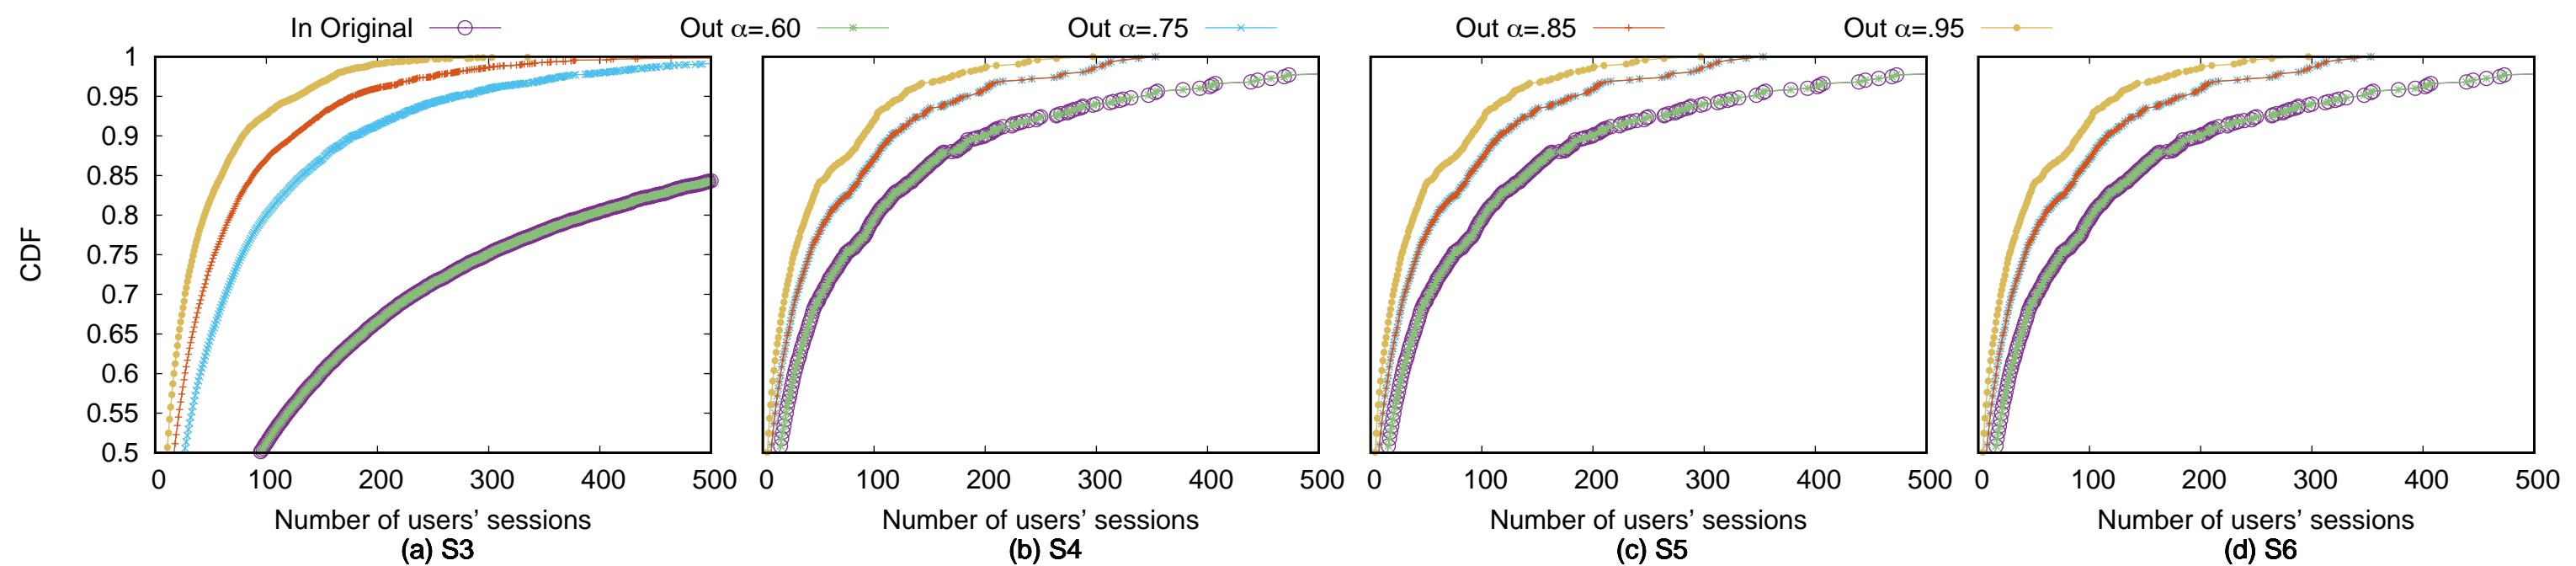 In Original Out α=.60 Out α=.75 Out α=.85 Out α=.95
1
0.95
0.9
0.85
0.8
0.75
0.7
0.65
0.6
0.55
0.5
CDF
0 100 200 300 400 500 0 100 200 300 400 500 0 100 200 300 400 500 0 100 200 300 400 500
Number of users’ sessions Number of users’ sessions Number of users’ sessions Number of users’ sessions
(a) S3 (b) S4 (c) S5 (d) S6